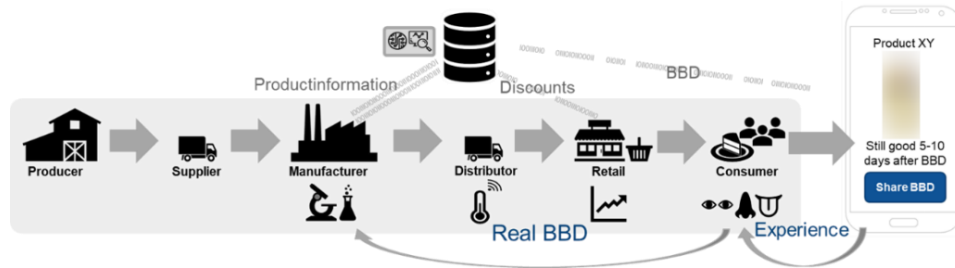 Product XY
Productinformation
Discounts
BBD
Producer
Supplier
Manufacturer
Distributor
Retail
Consumer
Still good 5-10
days after BBD
Share BBD
Real BBD
Experience